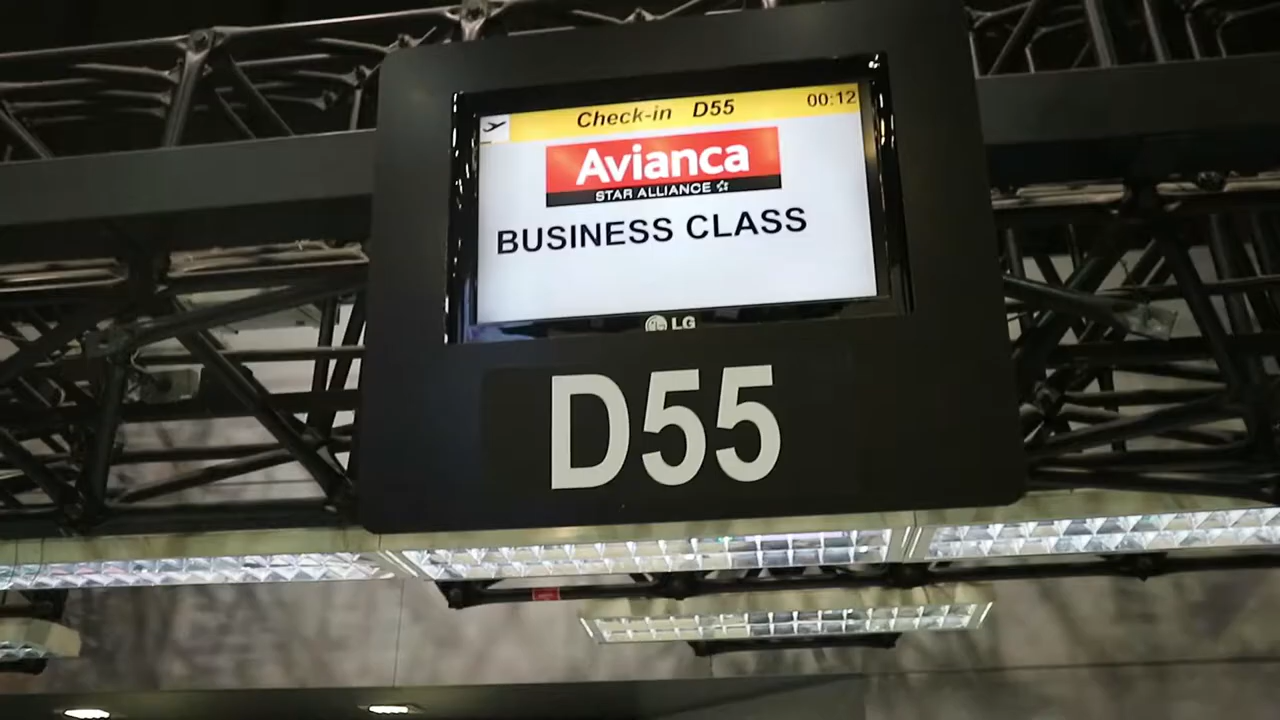 Check-in D55 00:12
Avianca
STAR ALLIANCE
BUSINESS CLASS
LG
D55